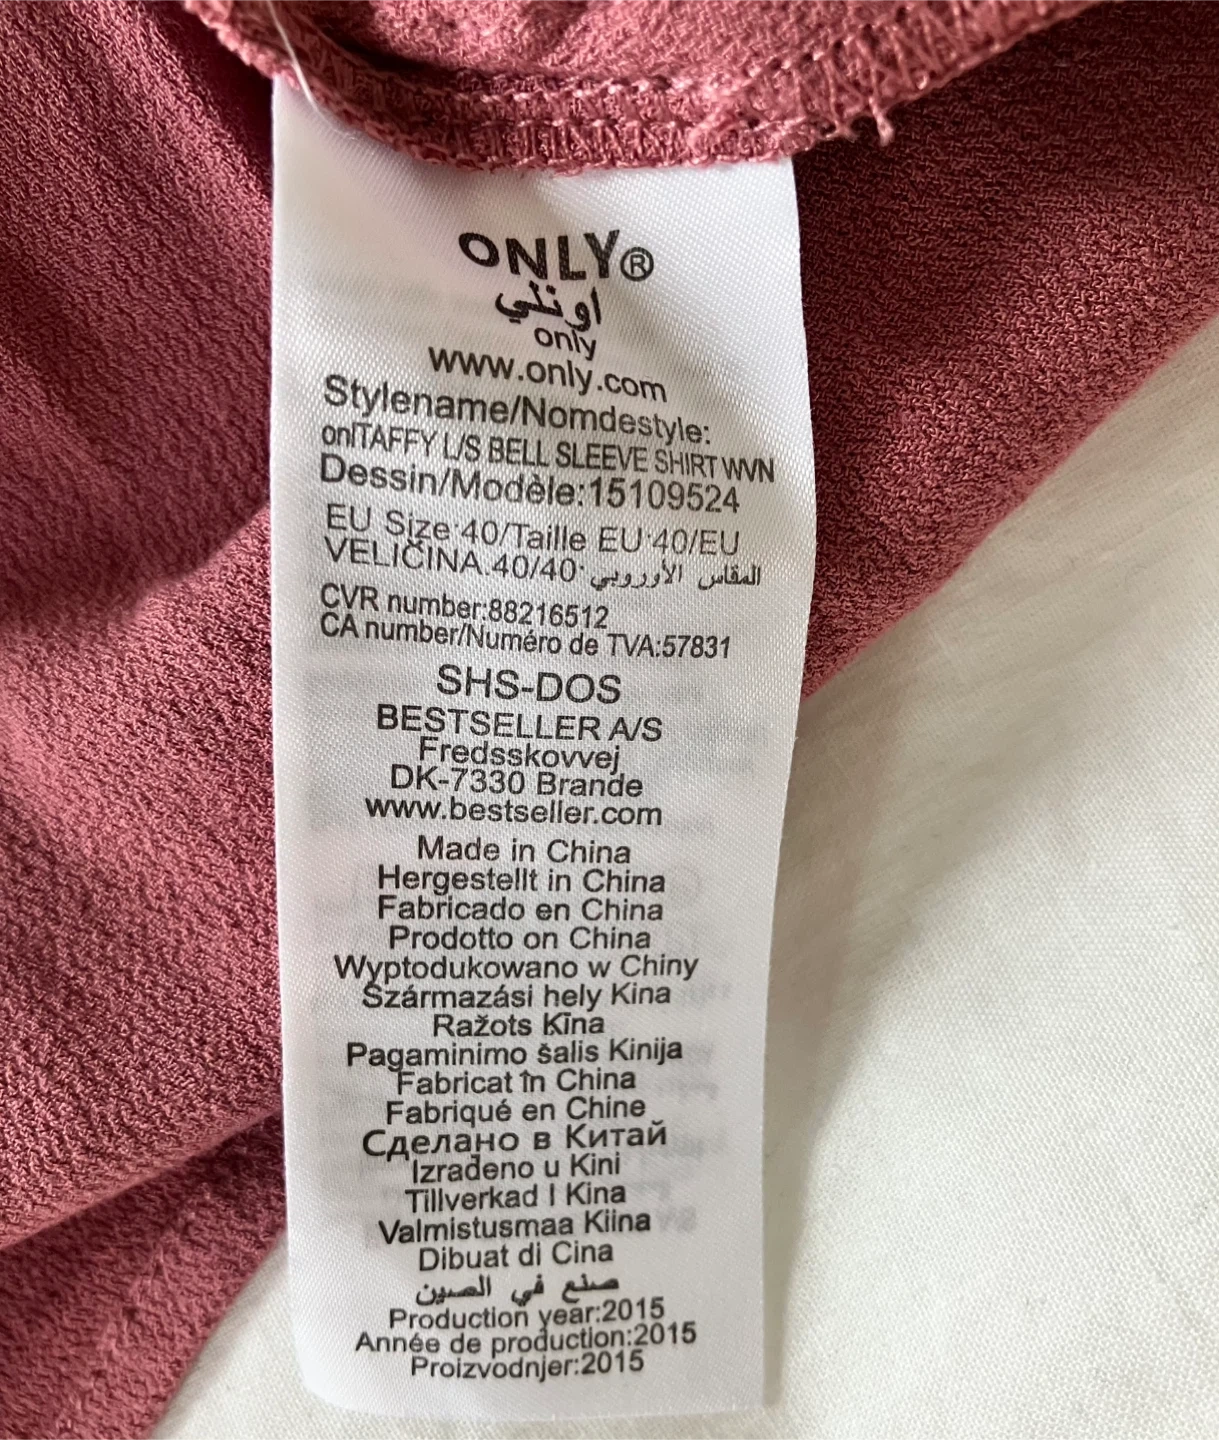 ONLY®
اونلي
only
www.only.com
Stylename/Nomdestyle:
onlTAFFY L/S BELL SLEEVE SHIRT WVN
Dessin/Modèle:15109524
EU Size:40/Taille EU:40/EU
VELIČINA.40/40: المقاس الأوروبي
CVR number:88216512
CA number/Numéro de TVA:57831
SHS-DOS
BESTSELLER A/S
Fredsskovvej
DK-7330 Brande
www.bestseller.com
Made in China
Hergestellt in China
Fabricado en China
Prodotto on China
Wyptodukowano w Chiny
Származási hely Kina
Ražots Kīna
Pagaminimo šalis Kinija
Fabricat în China
Fabriqué en Chine
Сделано в Китай
Izrađeno u Kini
Tillverkad I Kina
Valmistusmaa Kiina
Dibuat di Cina
صنع في الصين
Production year:2015
Année de production:2015
Proizvodnjer:2015